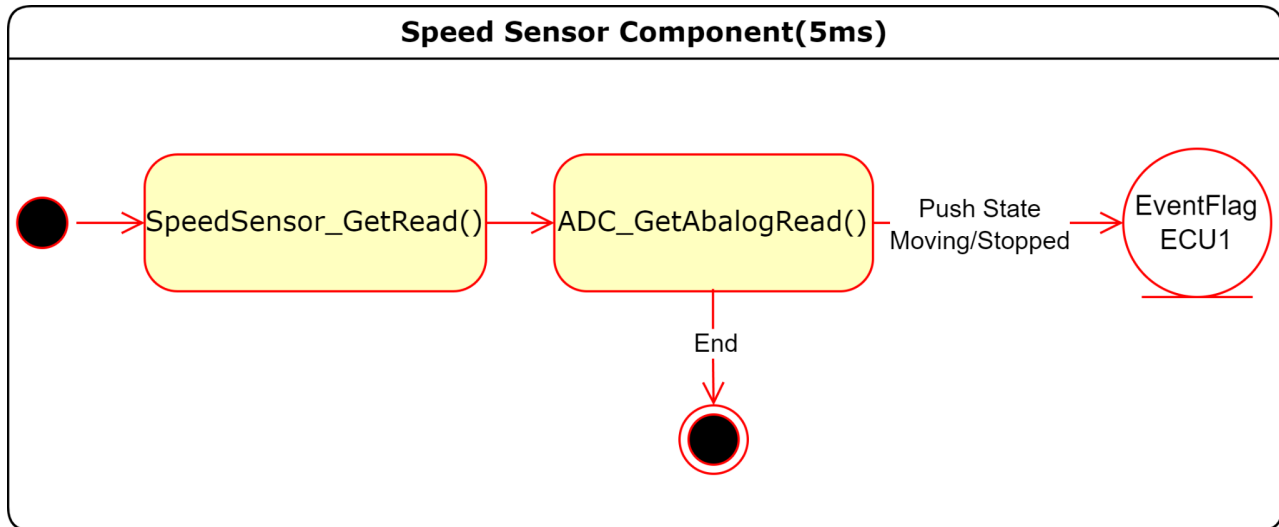 Speed Sensor Component(5ms)
SpeedSensor_GetRead()
ADC_GetAbalogRead()
Push State
Moving/Stopped
EventFlag
ECU1
End